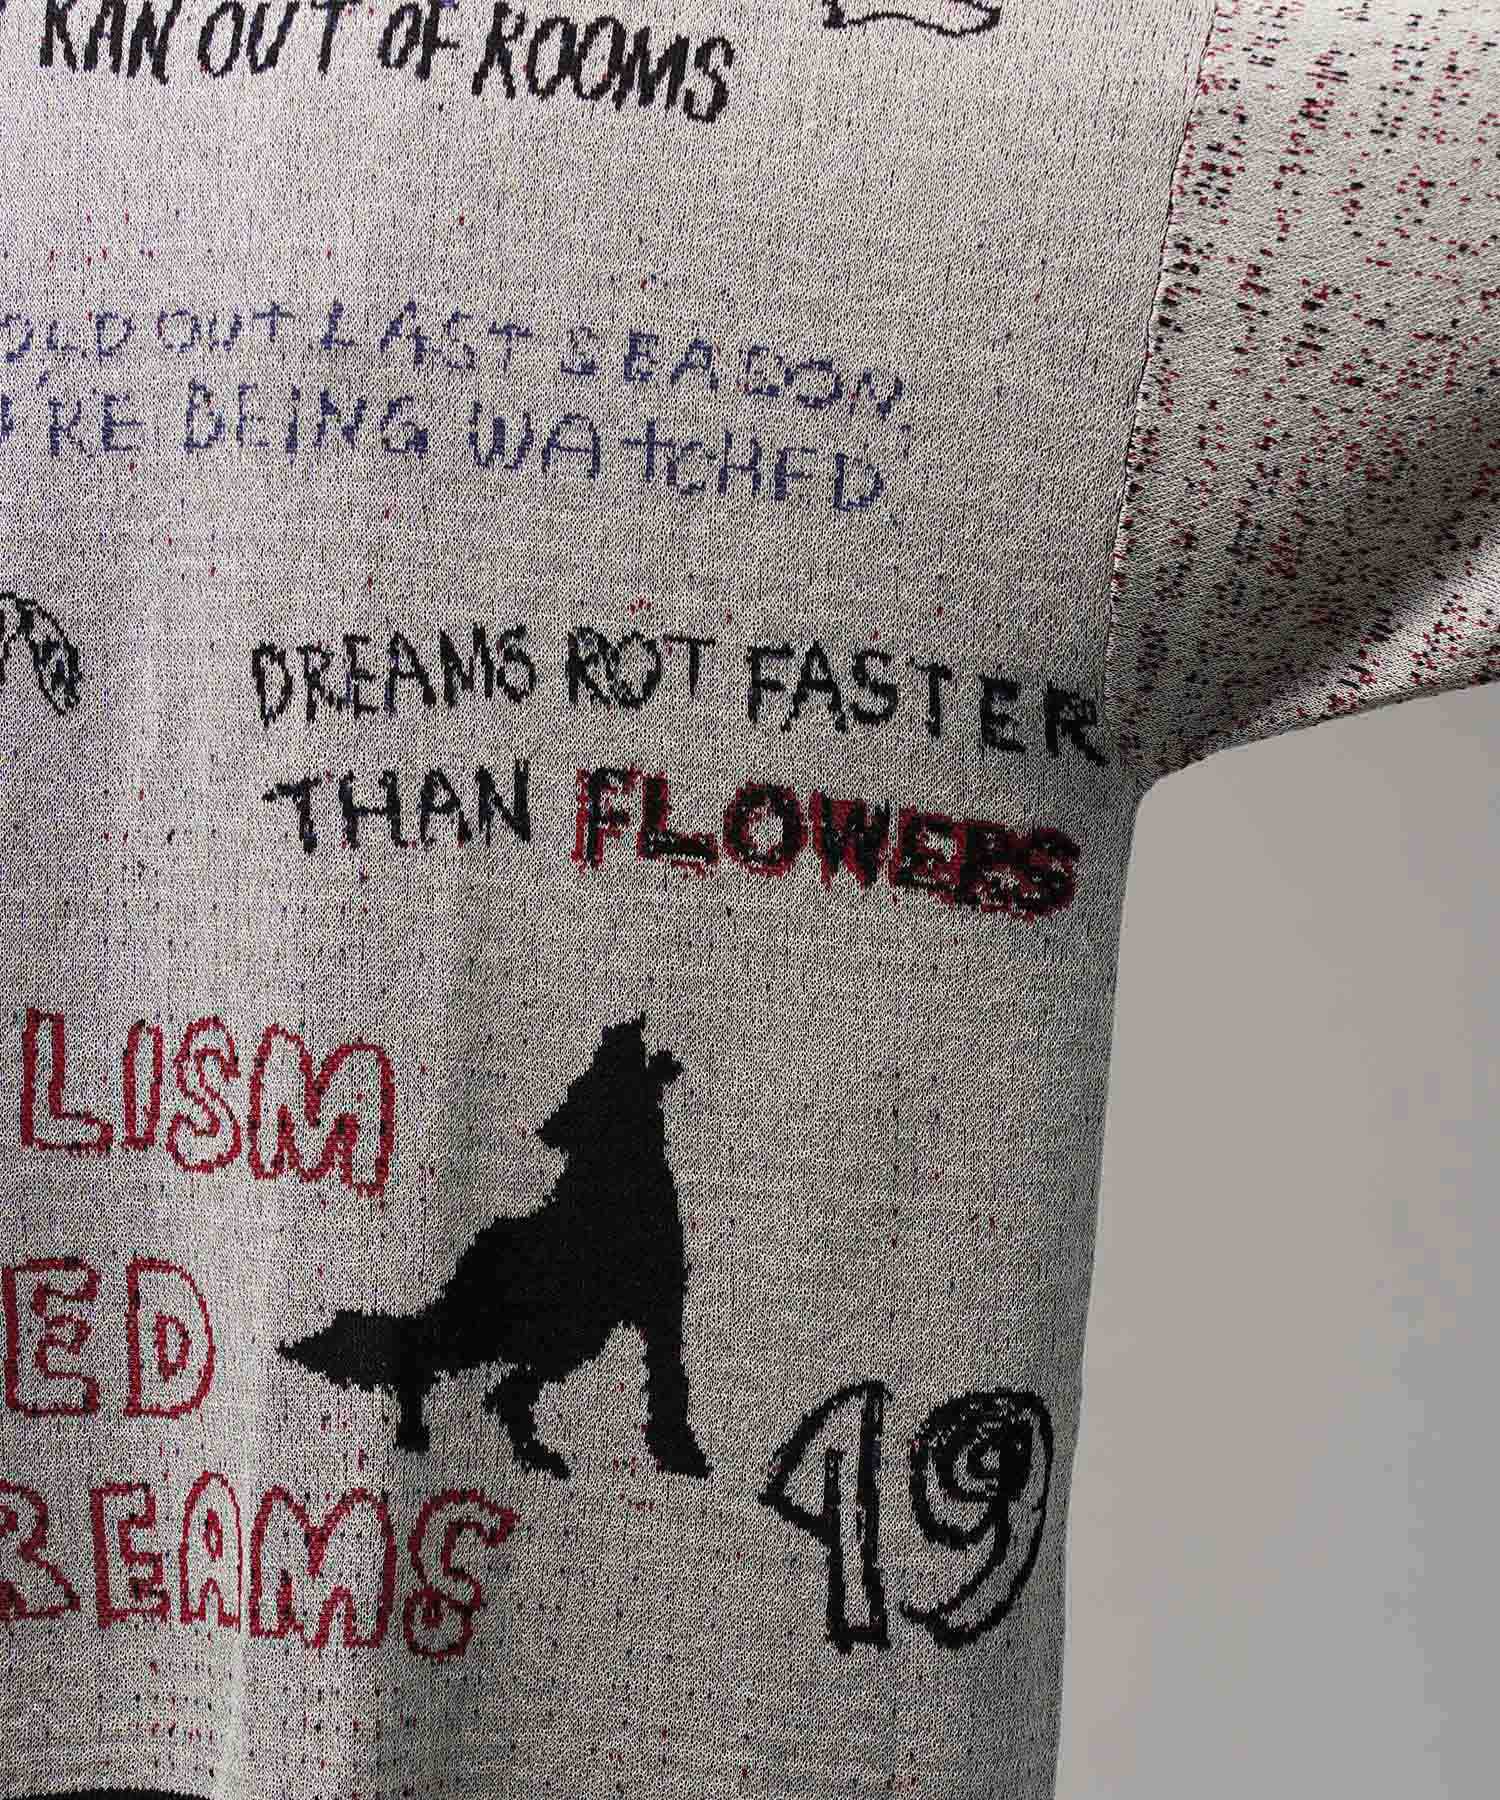 RAN OUT OF ROOMS
OLD OUT LAST SEASON,
'RE BEING WATCHED
DREAMS ROT FASTER
THAN FLOWERS
LISM
ED
REAMS
19